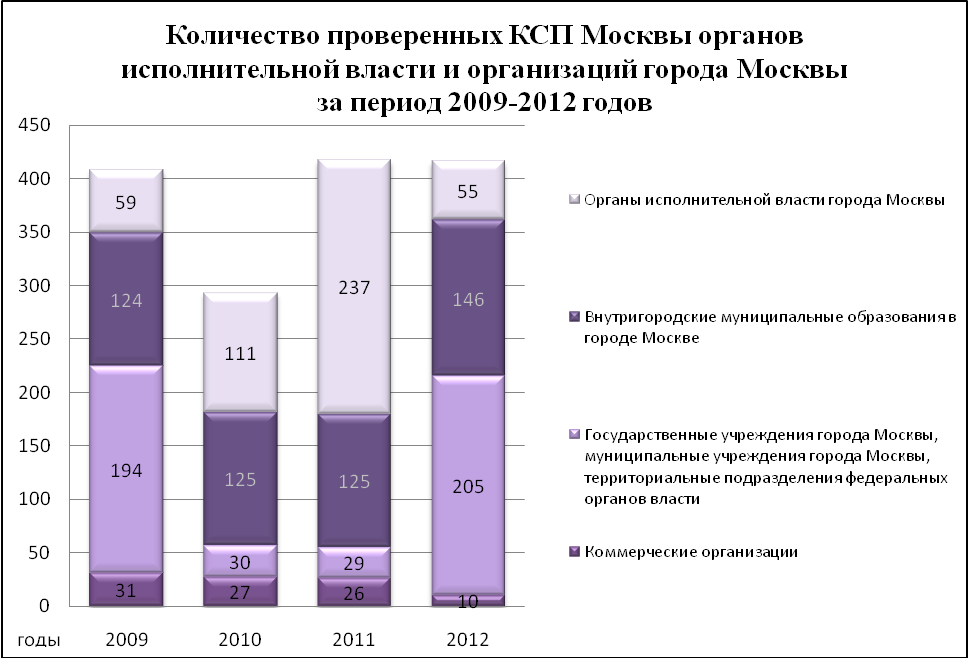 Количество проверенных КСП Москвы органов
исполнительной власти и организаций города Москвы
за период 2009-2012 годов
450
400
350
300
250
200
150
100
50
0
59
124
194
31
111
125
30
27
237
125
29
26
55
146
205
10
годы 2009 2010 2011 2012
Органы исполнительной власти города Москвы
Внутригородские муниципальные образования в
городе Москве
Государственные учреждения города Москвы,
муниципальные учреждения города Москвы,
территориальные подразделения федеральных
органов власти
Коммерческие организации